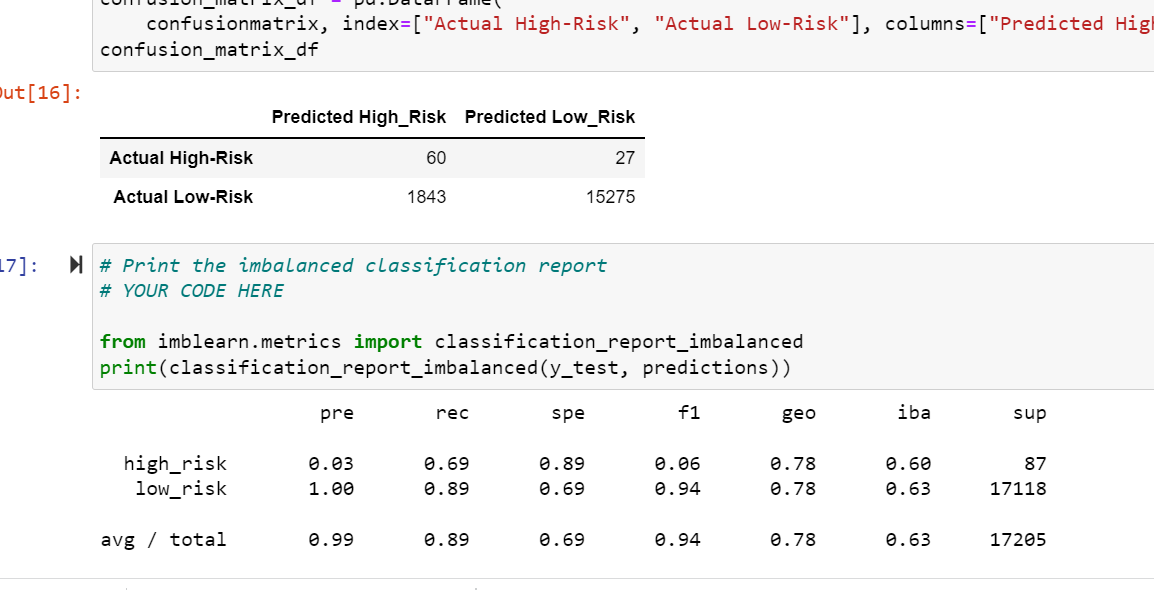 confusion_matrix_df = pd.DataFrame(
confusionmatrix, index=["Actual High-Risk", "Actual Low-Risk"], columns=["Predicted
confusion_matrix_df
Out[16]:
Predicted High_Risk Predicted Low_Risk
Actual High-Risk 60 27
Actual Low-Risk 1843 15275
17]:
# Print the imbalanced classification report
# YOUR CODE HERE
from imblearn.metrics import classification_report_imbalanced
print(classification_report_imbalanced(y_test, predictions))
pre rec spe f1 geo iba sup
high_risk 0.03 0.69 0.89 0.06 0.78 0.60 87
low_risk 1.00 0.89 0.69 0.94 0.78 0.63 17118
avg / total 0.99 0.89 0.69 0.94 0.78 0.63 17205